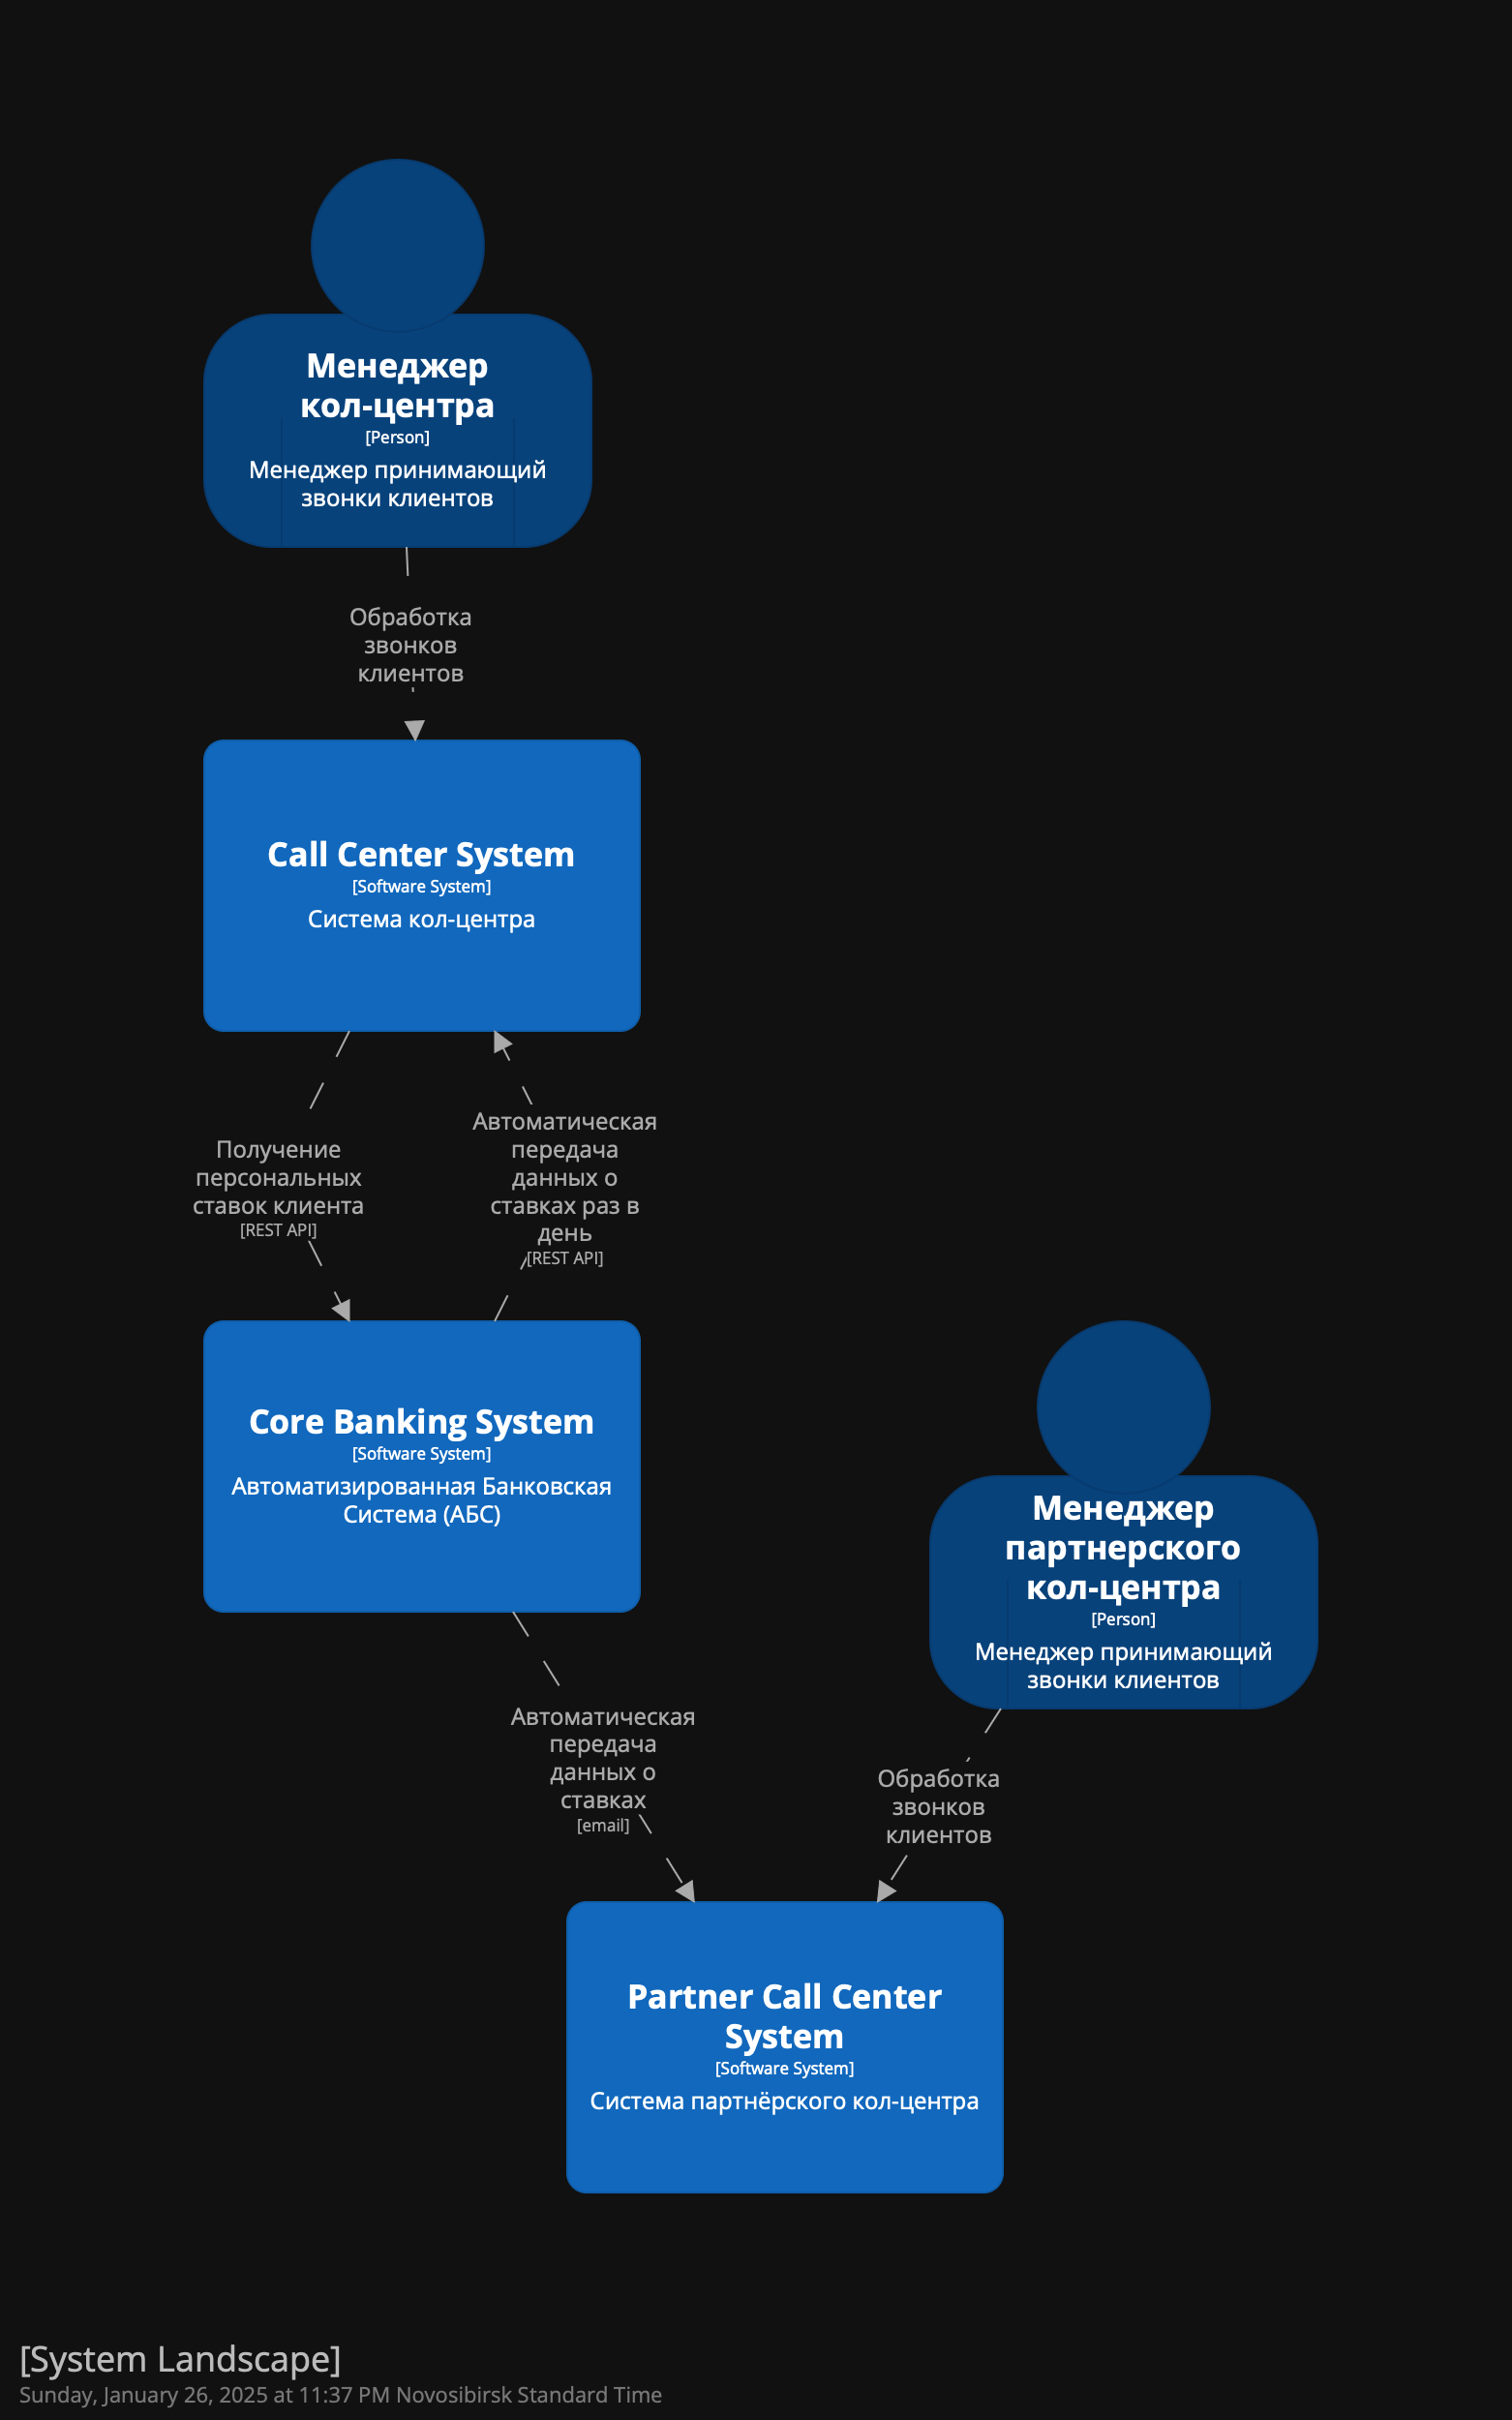 Менеджер
кол-центра
[Person]
Менеджер принимающий
звонки клиентов
Обработка
звонков
клиентов
Call Center System
[Software System]
Система кол-центра
Получение
персональных
ставок клиента
[REST API]
Автоматическая
передача
данных о
ставках раз в
день
[REST API]
Core Banking System
[Software System]
Автоматизированная Банковская
Система (АБС)
Менеджер
партнерского
кол-центра
[Person]
Менеджер принимающий
звонки клиентов
Автоматическая
передача
данных о
ставках
[email]
Обработка
звонков
клиентов
Partner Call Center
System
[Software System]
Система партнёрского кол-центра
[System Landscape]
Sunday, January 26, 2025 at 11:37 PM Novosibirsk Standard Time